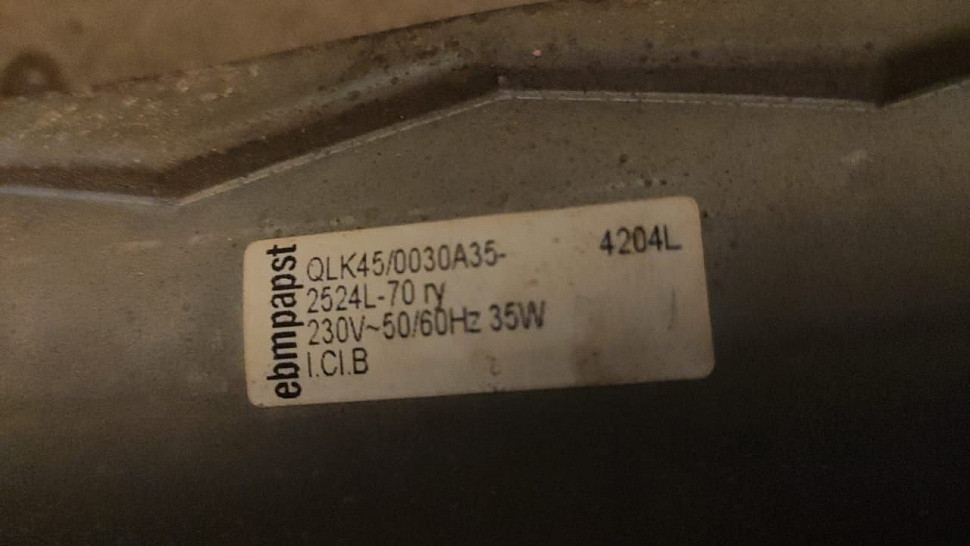 ebmpapst
QLK45/0030A35- 4204L
2524L-70 ry
230V~50/60Hz 35W
I.Cl.B